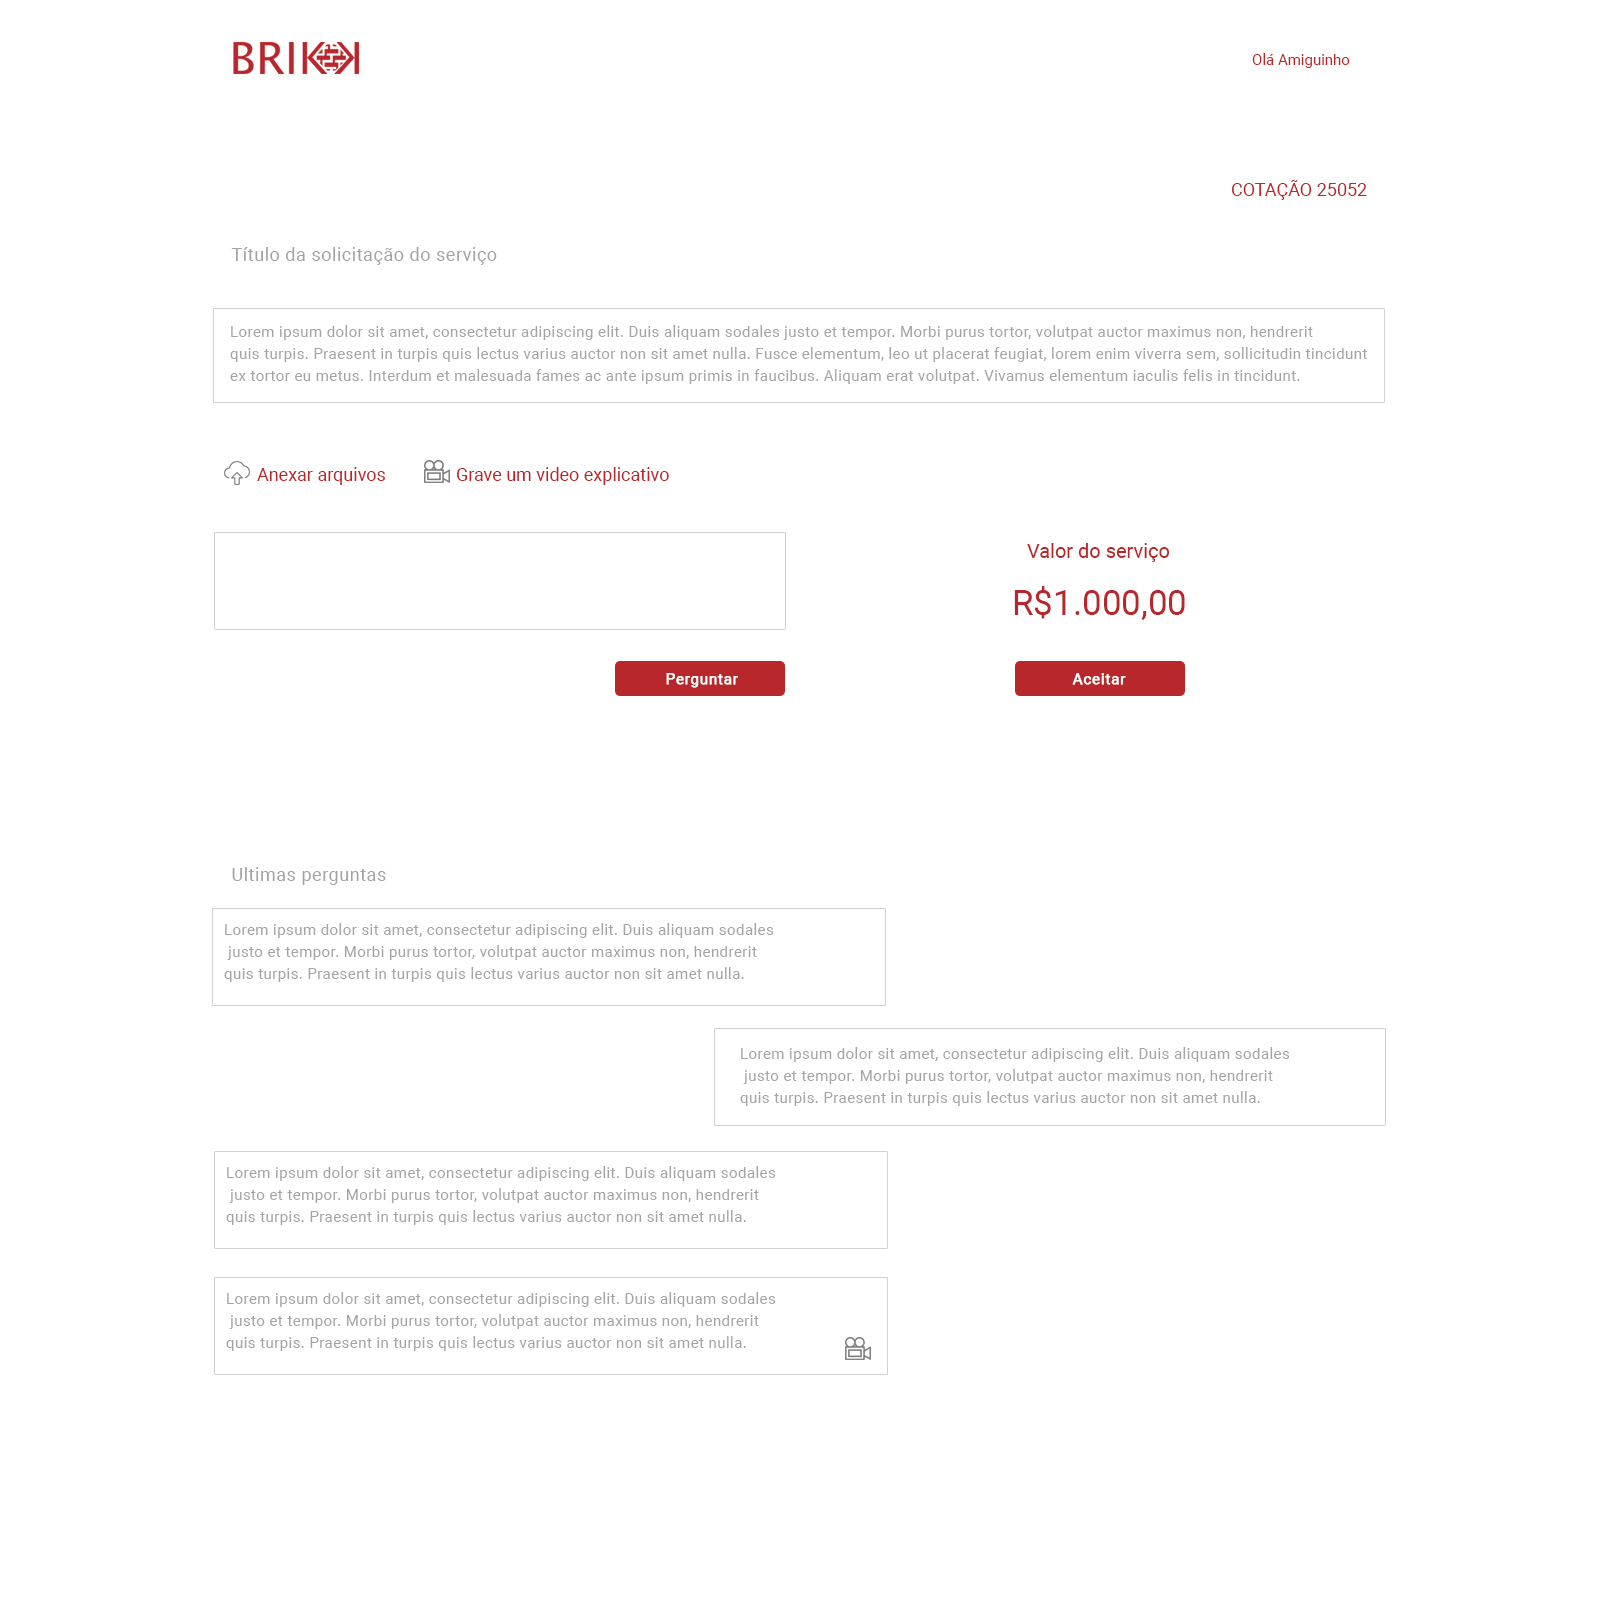 BRIKK
Olá Amiguinho
COTAÇÃO 25052
Título da solicitação do serviço
Lorem ipsum dolor sit amet, consectetur adipiscing elit. Duis aliquam sodales justo et tempor. Morbi purus tortor, volutpat auctor maximus non, hendrerit
quis turpis. Praesent in turpis quis lectus varius auctor non sit amet nulla. Fusce elementum, leo ut placerat feugiat, lorem enim viverra sem, sollicitudin tincidunt
ex tortor eu metus. Interdum et malesuada fames ac ante ipsum primis in faucibus. Aliquam erat volutpat. Vivamus elementum iaculis felis in tincidunt.
Anexar arquivos
Grave um video explicativo
Valor do serviço
R$1.000,00
Perguntar
Aceitar
Ultimas perguntas
Lorem ipsum dolor sit amet, consectetur adipiscing elit. Duis aliquam sodales
justo et tempor. Morbi purus tortor, volutpat auctor maximus non, hendrerit
quis turpis. Praesent in turpis quis lectus varius auctor non sit amet nulla.
Lorem ipsum dolor sit amet, consectetur adipiscing elit. Duis aliquam sodales
justo et tempor. Morbi purus tortor, volutpat auctor maximus non, hendrerit
quis turpis. Praesent in turpis quis lectus varius auctor non sit amet nulla.
Lorem ipsum dolor sit amet, consectetur adipiscing elit. Duis aliquam sodales
justo et tempor. Morbi purus tortor, volutpat auctor maximus non, hendrerit
quis turpis. Praesent in turpis quis lectus varius auctor non sit amet nulla.
Lorem ipsum dolor sit amet, consectetur adipiscing elit. Duis aliquam sodales
justo et tempor. Morbi purus tortor, volutpat auctor maximus non, hendrerit
quis turpis. Praesent in turpis quis lectus varius auctor non sit amet nulla.